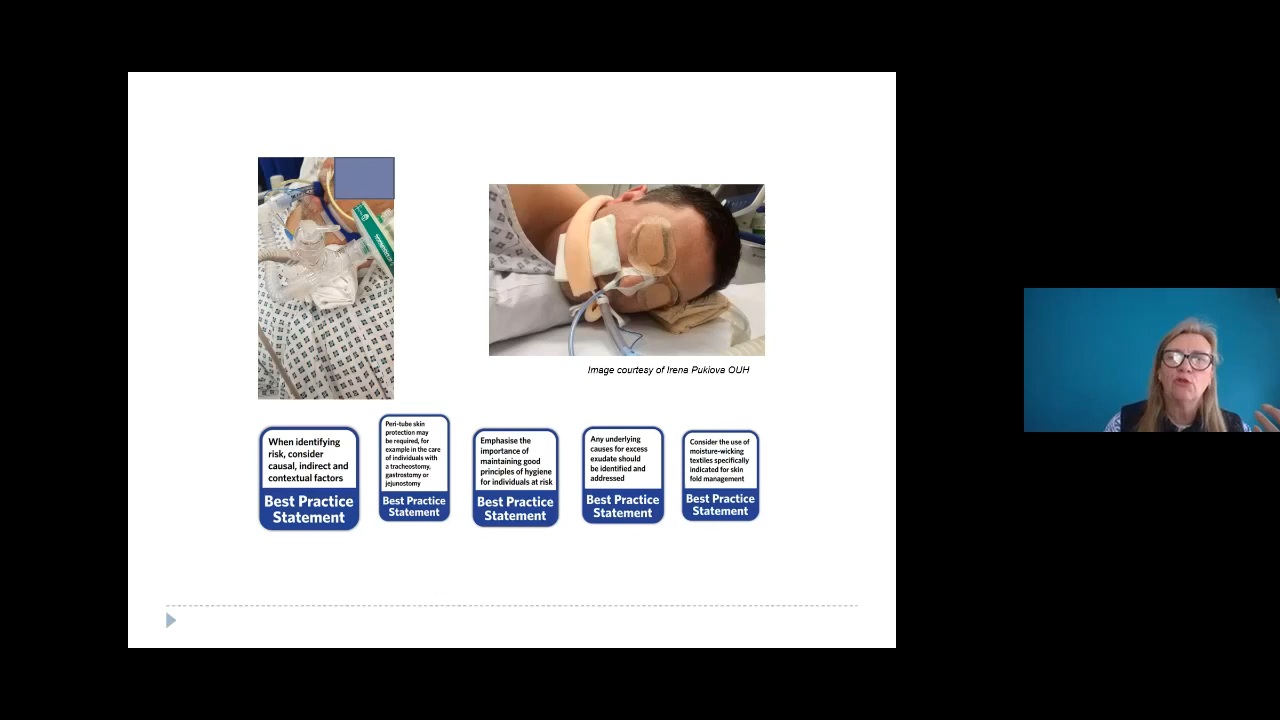 Image courtesy of Irena Pukiova OUH
When identifying
risk, consider
causal, indirect and
contextual factors
Best Practice
Statement
Peri-tube skin
protection may
be required, for
example in the care
of individuals with
a tracheostomy,
gastrostomy or
jejunostomy
Best Practice
Statement
Emphasise the
importance of
maintaining good
principles of hygiene
for individuals at risk
Best Practice
Statement
Any underlying
causes for excess
exudate should
be identified and
addressed
Best Practice
Statement
Consider the use of
moisture-wicking
textiles specifically
indicated for skin
fold management
Best Practice
Statement